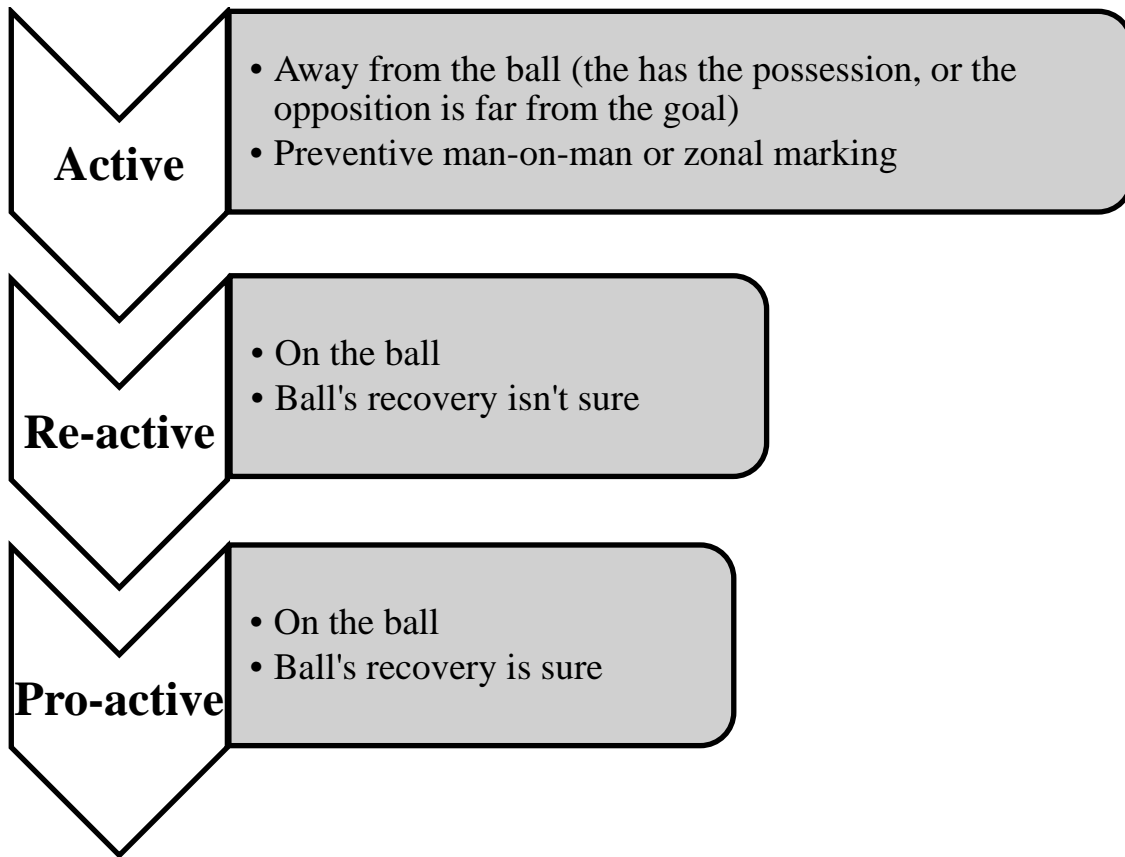 Active
• Away from the ball (the has the possession, or the
opposition is far from the goal)
• Preventive man-on-man or zonal marking
Re-active
• On the ball
• Ball's recovery isn't sure
Pro-active
• On the ball
• Ball's recovery is sure